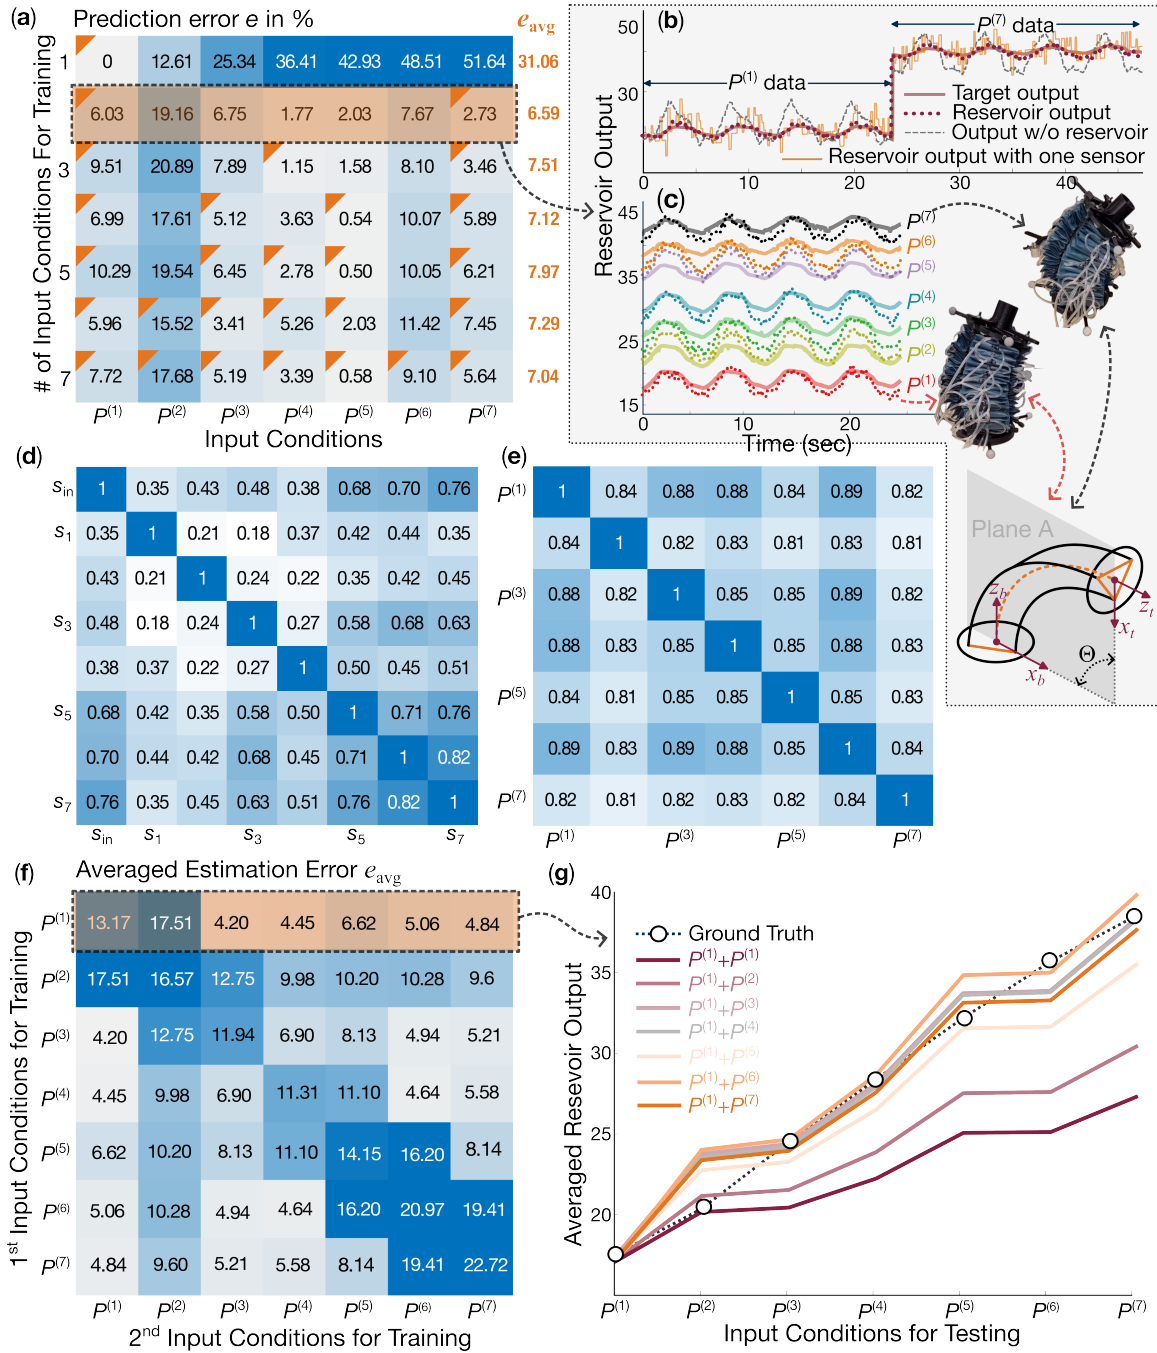 (a) Prediction error e in % e_avg
# of Input Conditions For Training
1 0 12.61 25.34 36.41 42.93 48.51 51.64 31.06
6.03 19.16 6.75 1.77 2.03 7.67 2.73 6.59
3 9.51 20.89 7.89 1.15 1.58 8.10 3.46 7.51
6.99 17.61 5.12 3.63 0.54 10.07 5.89 7.12
5 10.29 19.54 6.45 2.78 0.50 10.05 6.21 7.97
5.96 15.52 3.41 5.26 2.03 11.42 7.45 7.29
7 7.72 17.68 5.19 3.39 0.58 9.10 5.64 7.04
P(1) P(2) P(3) P(4) P(5) P(6) P(7)
Input Conditions
(b)
Reservoir Output
50
30
P(7) data
P(1) data
Target output
Reservoir output
Output w/o reservoir
Reservoir output with one sensor
0 10 20 30 40
(c)
45
35
25
15
P(7)
P(6)
P(5)
P(4)
P(3)
P(2)
P(1)
0 10 20
Time (sec)
Plane A
z_b
x_b
z_t
x_t
Θ
(d)
s_in 1 0.35 0.43 0.48 0.38 0.68 0.70 0.76
s_1 0.35 1 0.21 0.18 0.37 0.42 0.44 0.35
0.43 0.21 1 0.24 0.22 0.35 0.42 0.45
s_3 0.48 0.18 0.24 1 0.27 0.58 0.68 0.63
0.38 0.37 0.22 0.27 1 0.50 0.45 0.51
s_5 0.68 0.42 0.35 0.58 0.50 1 0.71 0.76
0.70 0.44 0.42 0.68 0.45 0.71 1 0.82
s_7 0.76 0.35 0.45 0.63 0.51 0.76 0.82 1
s_in s_1 s_3 s_5 s_7
(e)
P(1) 1 0.84 0.88 0.88 0.84 0.89 0.82
0.84 1 0.82 0.83 0.81 0.83 0.81
P(3) 0.88 0.82 1 0.85 0.85 0.89 0.82
0.88 0.83 0.85 1 0.85 0.88 0.83
P(5) 0.84 0.81 0.85 0.85 1 0.85 0.83
0.89 0.83 0.89 0.88 0.85 1 0.84
P(7) 0.82 0.81 0.82 0.83 0.82 0.84 1
P(1) P(3) P(5) P(7)
(f) Averaged Estimation Error e_avg
1st Input Conditions for Training
P(1) 13.17 17.51 4.20 4.45 6.62 5.06 4.84
P(2) 17.51 16.57 12.75 9.98 10.20 10.28 9.6
P(3) 4.20 12.75 11.94 6.90 8.13 4.94 5.21
P(4) 4.45 9.98 6.90 11.31 11.10 4.64 5.58
P(5) 6.62 10.20 8.13 11.10 14.15 16.20 8.14
P(6) 5.06 10.28 4.94 4.64 16.20 20.97 19.41
P(7) 4.84 9.60 5.21 5.58 8.14 19.41 22.72
P(1) P(2) P(3) P(4) P(5) P(6) P(7)
2nd Input Conditions for Training
(g)
Averaged Resevoir Output
40
35
30
25
20
Ground Truth
P(1)+P(1)
P(1)+P(2)
P(1)+P(3)
P(1)+P(4)
P(1)+P(5)
P(1)+P(6)
P(1)+P(7)
P(1) P(2) P(3) P(4) P(5) P(6) P(7)
Input Conditions for Testing